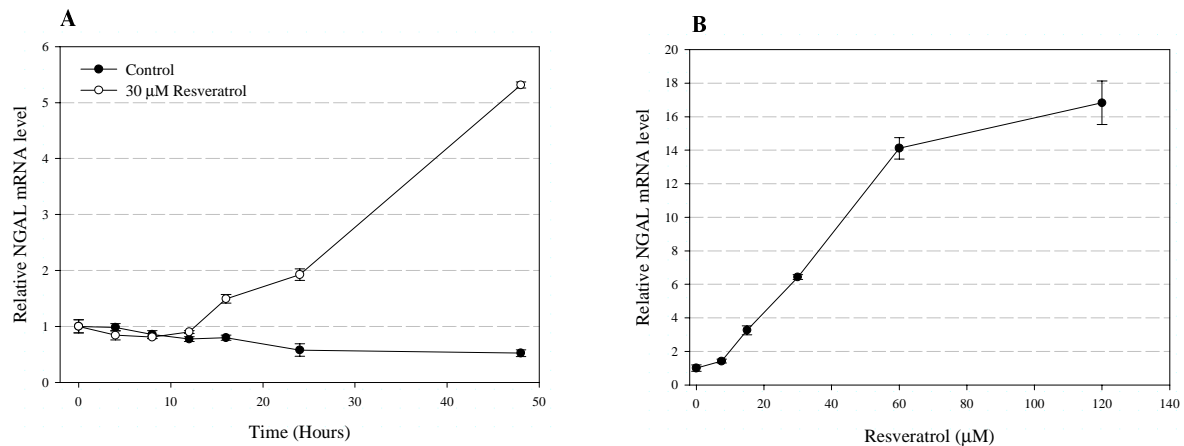 A
Relative NGAL mRNA level
6
5
4
3
2
1
0
Control
30 μM Resveratrol
0 10 20 30 40 50
Time (Hours)
B
Relative NGAL mRNA level
20
18
16
14
12
10
8
6
4
2
0
0 20 40 60 80 100 120 140
Resveratrol (μM)